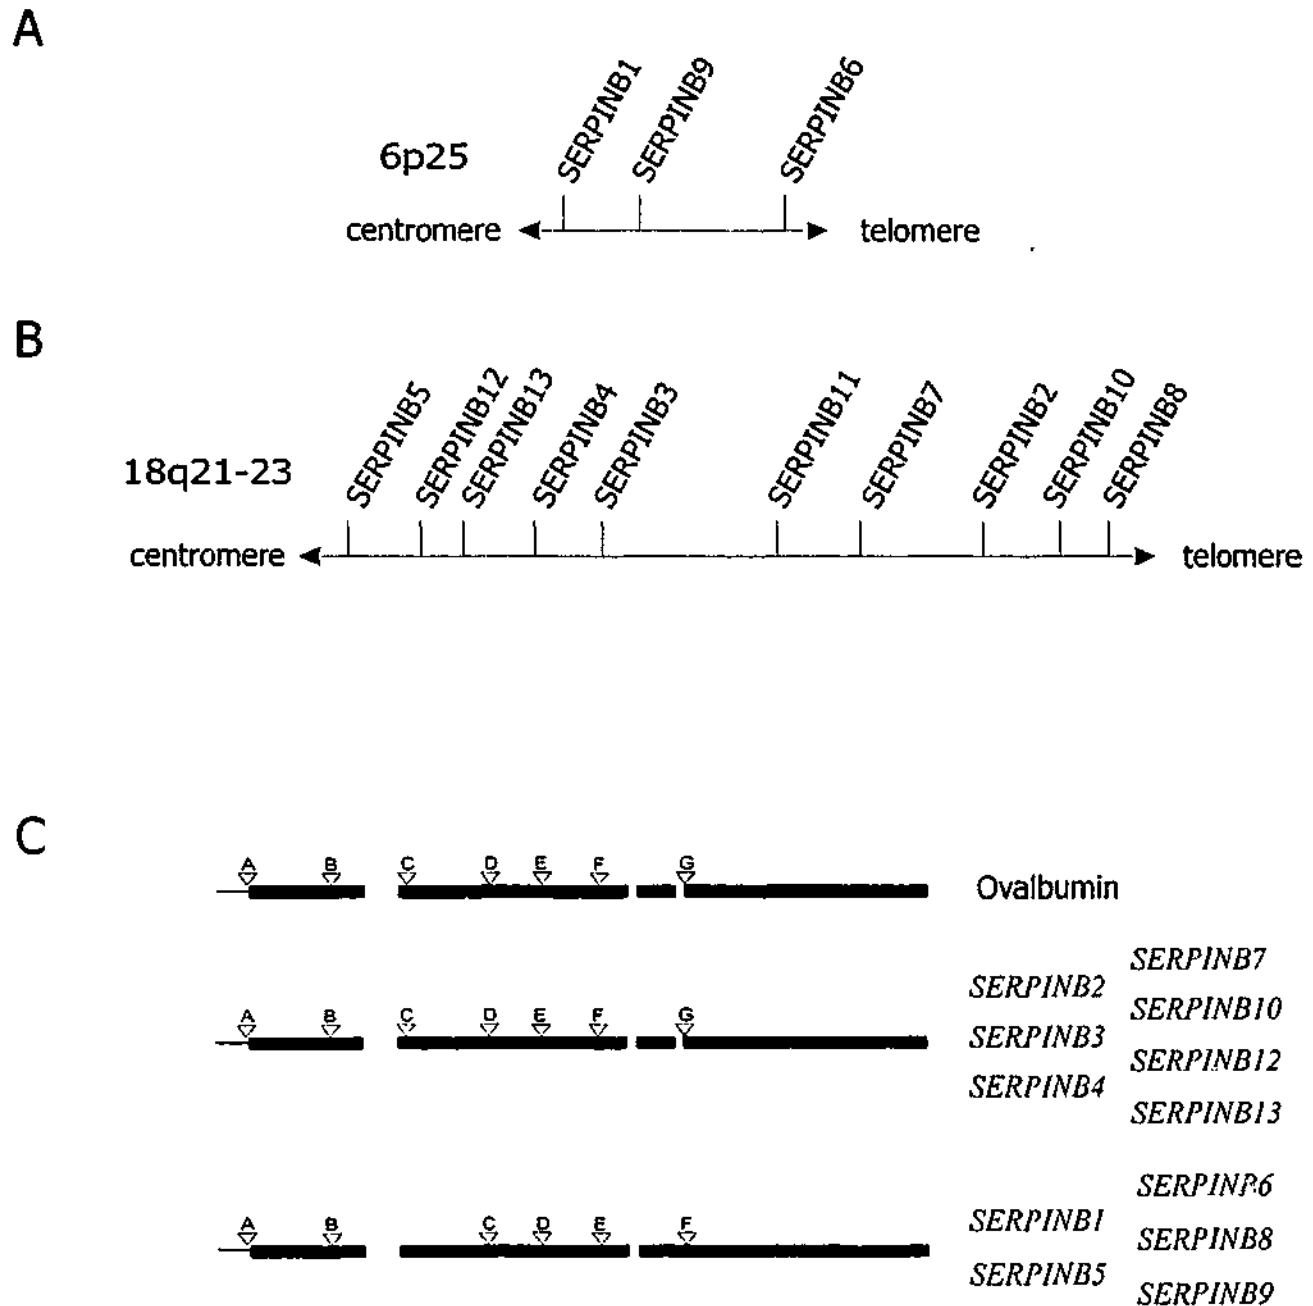 A
SERPINB1
SERPINB9
SERPINB6
6p25
centromere
telomere
B
SERPINB5
SERPINB12
SERPINB13
SERPINB4
SERPINB3
SERPINB11
SERPINB7
SERPINB2
SERPINB10
SERPINB8
18q21-23
centromere
telomere
C
A B C D E F G
Ovalbumin
A B C D E F G
SERPINB2
SERPINB3
SERPINB4
SERPINB7
SERPINB10
SERPINB12
SERPINB13
A B C D E F
SERPINB1
SERPINB5
SERPINB6
SERPINB8
SERPINB9